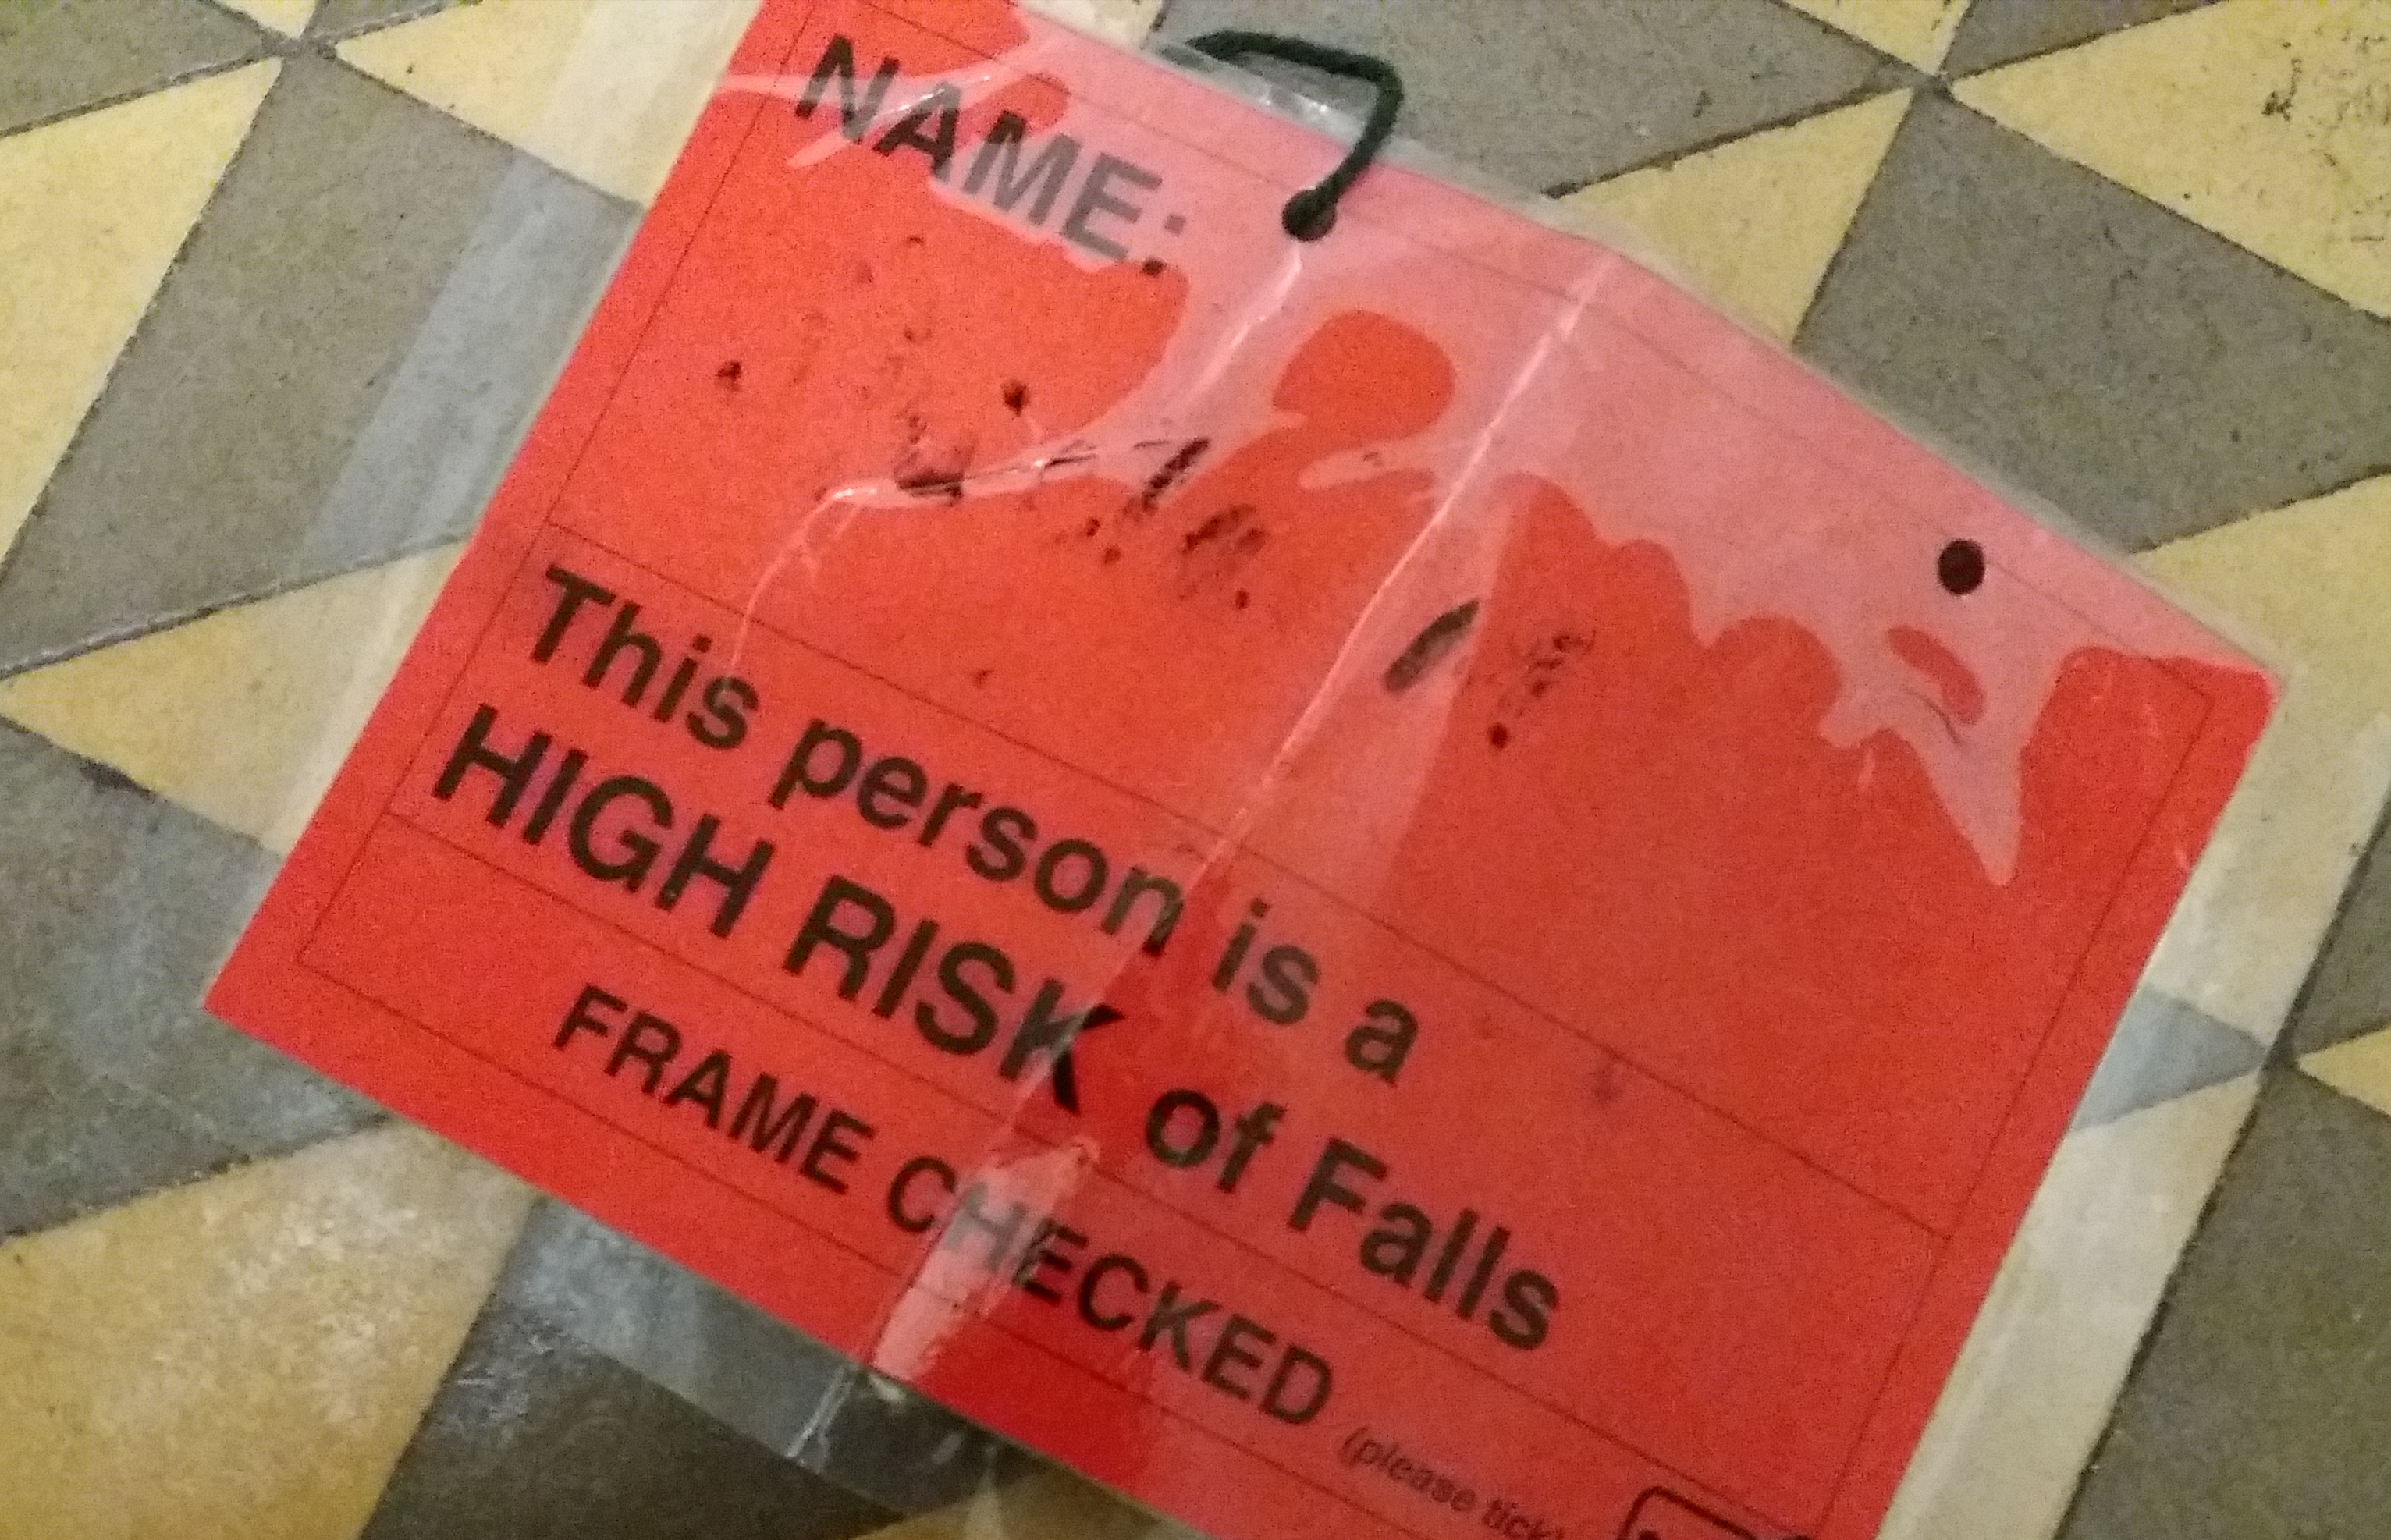 NAME:
This person is a
HIGH RISK of Falls
FRAME CHECKED (please tick)